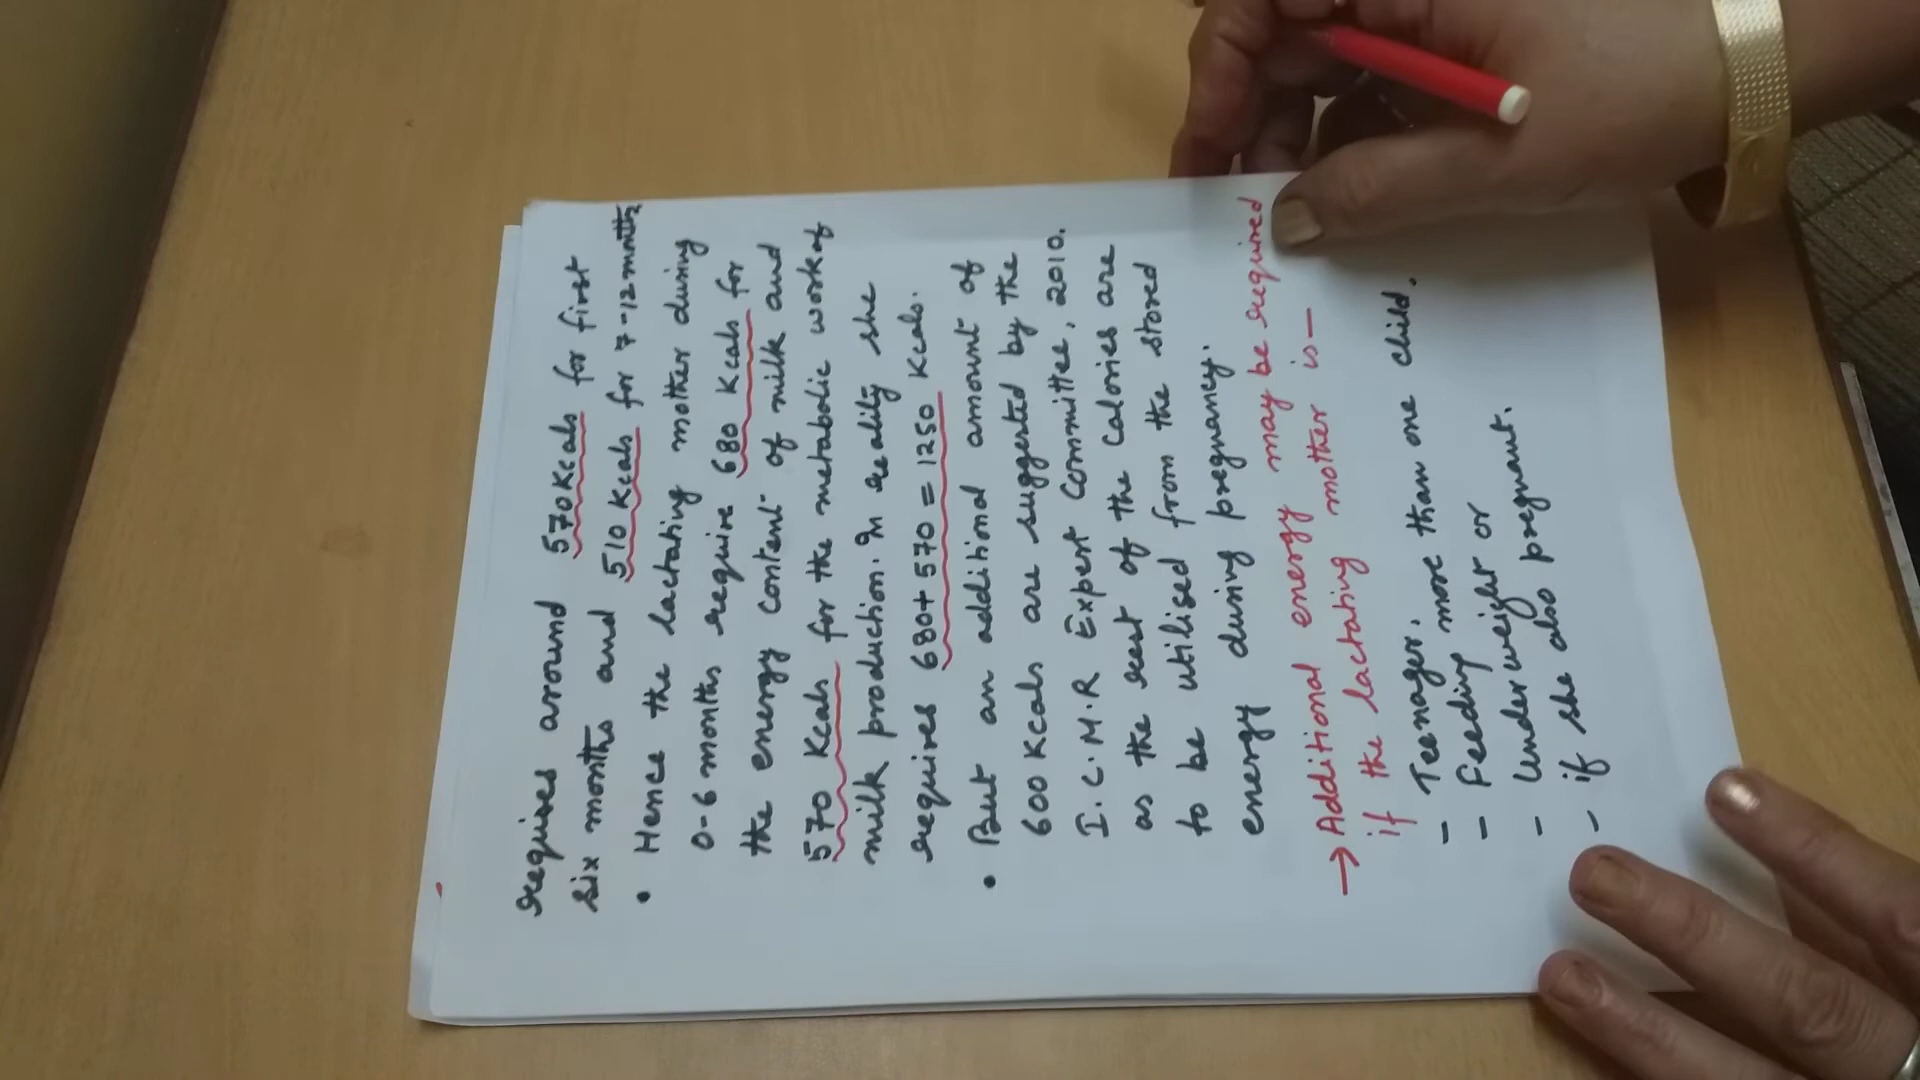 requires around 570 Kcals for first
six months and 510 Kcals for 7-12 months
• Hence the lactating mother during
0-6 months require 680 Kcals for
the energy content of milk and
570 Kcals for the metabolic work of
milk production. In reality she
requires 680+570=1250 Kcals.
• But an additional amount of
600 Kcals are suggested by the
I.C.M.R Expert Committee, 2010.
as the rest of the Calories are
to be utilised from the stored
energy during pregnancy.
→ Additional energy may be required
if the lactating mother is—
- Teenager.
- Feeding more than one child.
- Underweight or
- if she also pregnant.